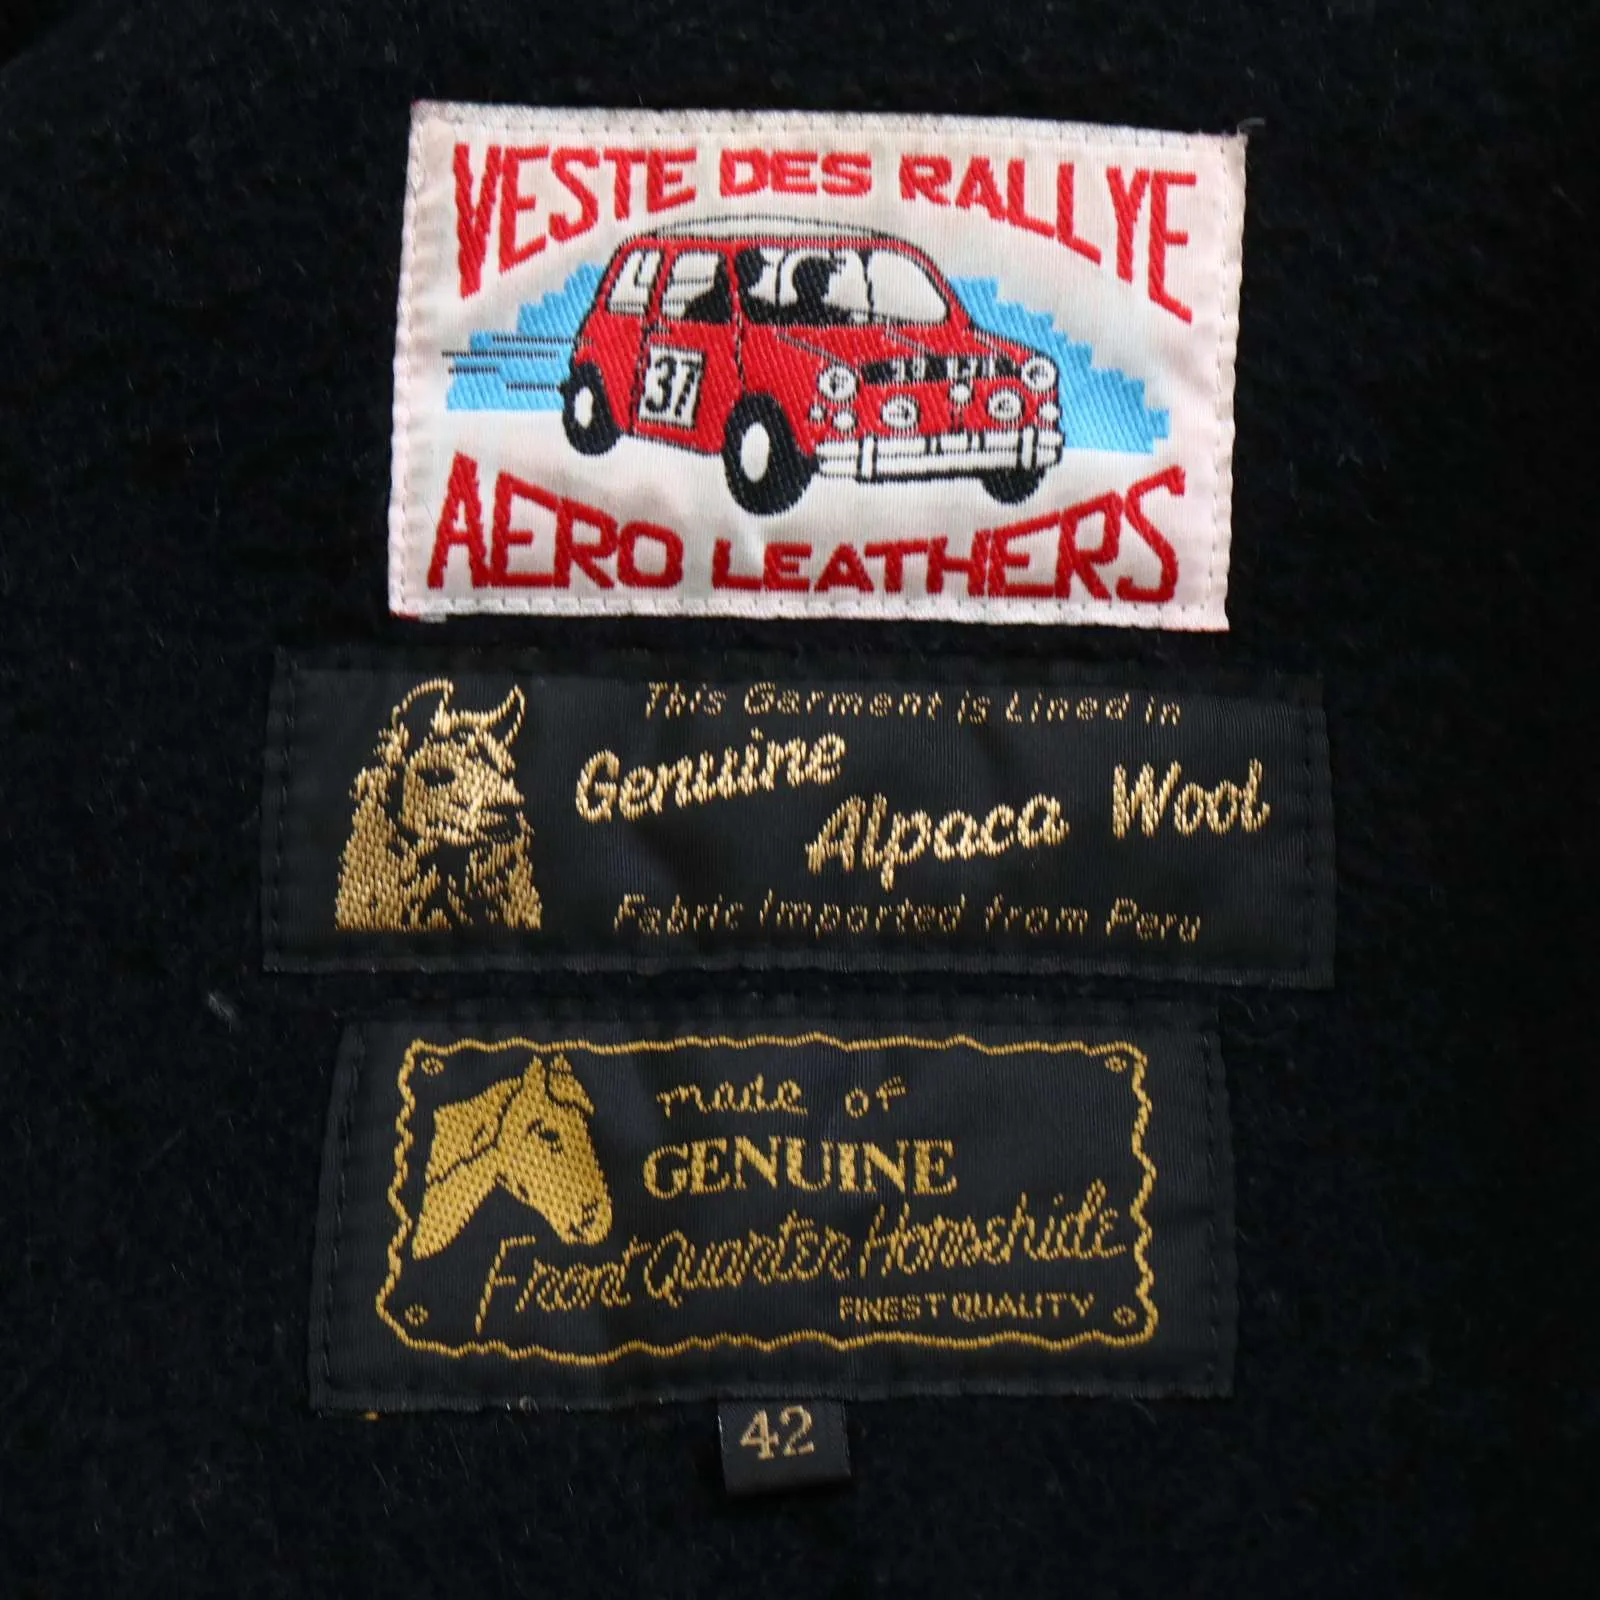 VESTE DES RALLYE
37
AERO LEATHERS
This Garment is Lined in
Genuine Alpaca Wool
Fabric Imported from Peru
made of
GENUINE
Front Quarter Horsehide
FINEST QUALITY
42